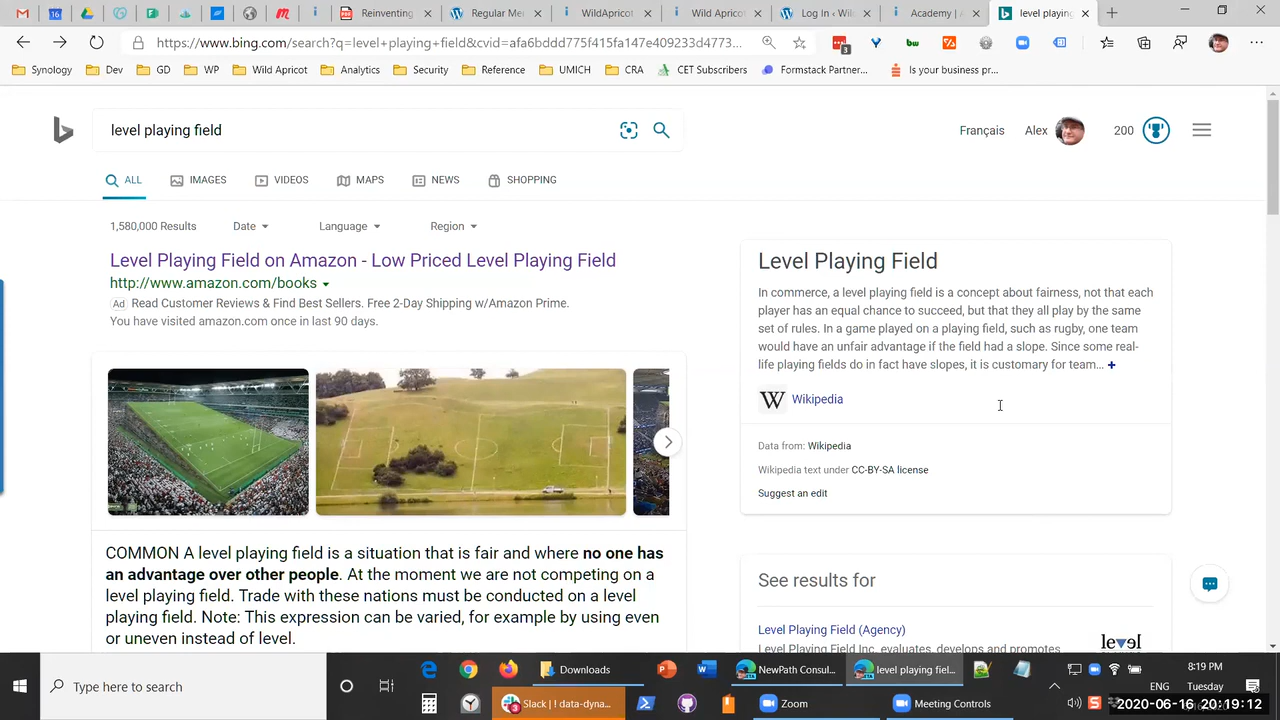 Reinventing
Regular Me
WildApricot
Wild Aprico
Log In ‹ Wil
Academy | A
level playing
https://www.bing.com/search?q=level+playing+field&cvid=afa6bddd775f415fa147e409233d4773...
3
Synology
Dev
GD
WP
Wild Apricot
Analytics
Security
Reference
UMICH
CRA
CET Subscribers
Formstack Partner...
Is your business pr...
level playing field
Français
Alex
200
ALL
IMAGES
VIDEOS
MAPS
NEWS
SHOPPING
1,580,000 Results
Date
Language
Region
Level Playing Field on Amazon - Low Priced Level Playing Field
http://www.amazon.com/books
Ad Read Customer Reviews & Find Best Sellers. Free 2-Day Shipping w/Amazon Prime.
You have visited amazon.com once in last 90 days.
COMMON A level playing field is a situation that is fair and where no one has
an advantage over other people. At the moment we are not competing on a
level playing field. Trade with these nations must be conducted on a level
playing field. Note: This expression can be varied, for example by using even
or uneven instead of level.
Level Playing Field
In commerce, a level playing field is a concept about fairness, not that each
player has an equal chance to succeed, but that they all play by the same
set of rules. In a game played on a playing field, such as rugby, one team
would have an unfair advantage if the field had a slope. Since some real-
life playing fields do in fact have slopes, it is customary for team... +
W Wikipedia
Data from: Wikipedia
Wikipedia text under CC-BY-SA license
Suggest an edit
See results for
Level Playing Field (Agency)
Level Playing Field Inc. evaluates, develops and promotes
level
Type here to search
Downloads
NewPath Consul...
level playing fiel...
Slack | ! data-dyna...
Zoom
Meeting Controls
ENG
8:19 PM
Tuesday
2020-06-16 20:19:12